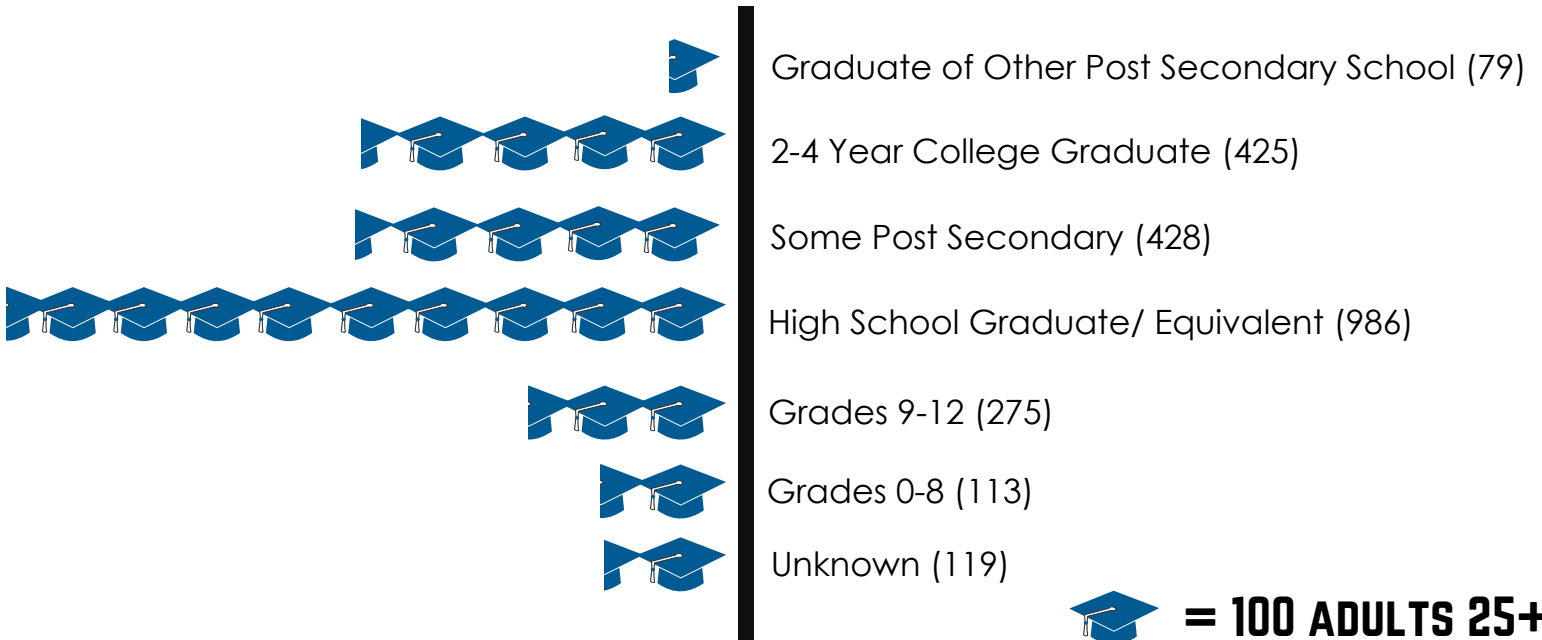 Graduate of Other Post Secondary School (79)
2-4 Year College Graduate (425)
Some Post Secondary (428)
High School Graduate/ Equivalent (986)
Grades 9-12 (275)
Grades 0-8 (113)
Unknown (119)
= 100 ADULTS 25+